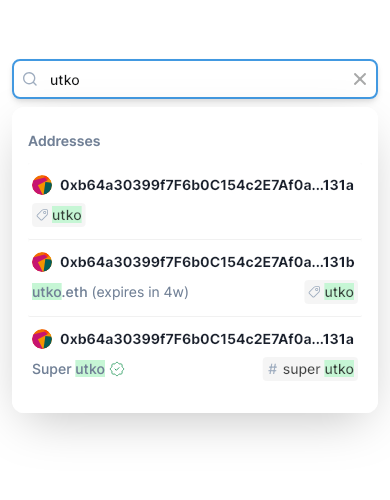 utko
Addresses
0xb64a30399f7F6b0C154c2E7Af0a...131a
utko
0xb64a30399f7F6b0C154c2E7Af0a...131b
utko.eth (expires in 4w) utko
0xb64a30399f7F6b0C154c2E7Af0a...131a
Super utko # super utko